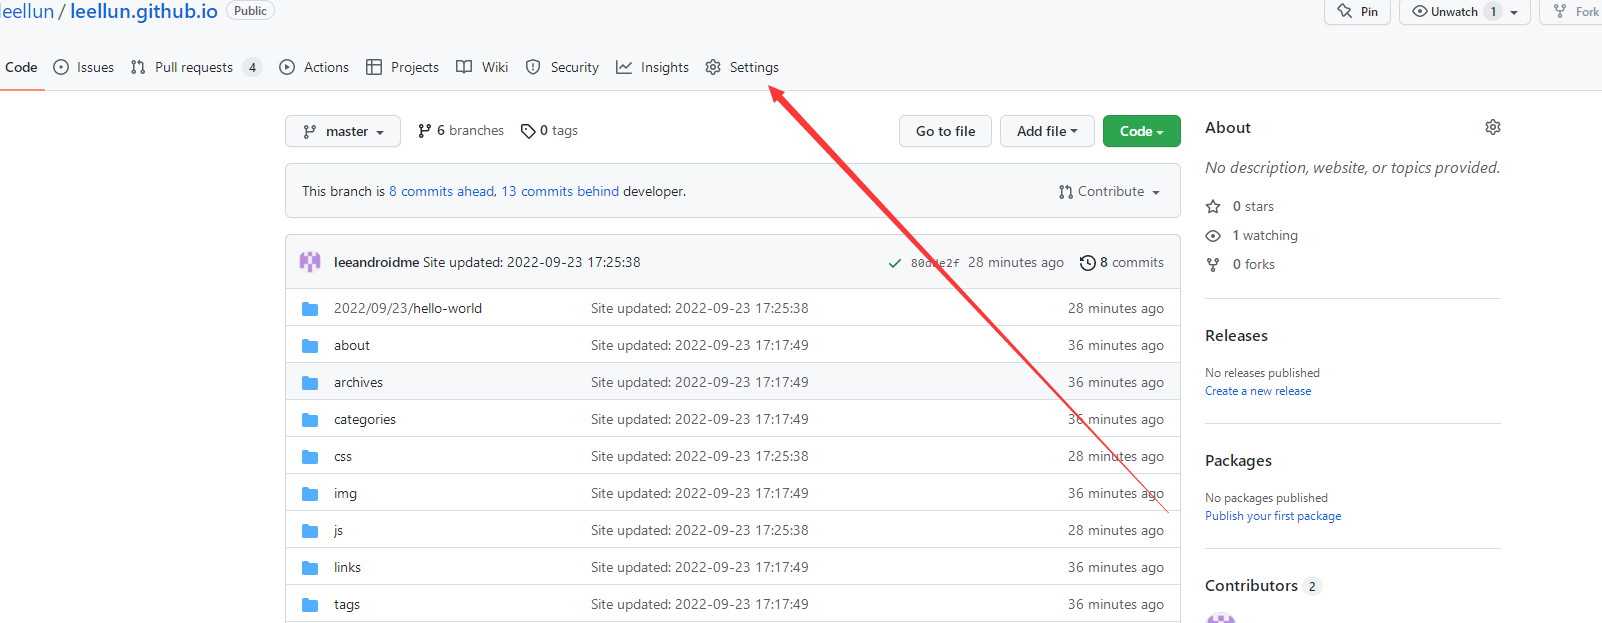 leellun / leellun.github.io Public
Pin Unwatch 1 Fork
Code Issues Pull requests 4 Actions Projects Wiki Security Insights Settings
master 6 branches 0 tags Go to file Add file Code
This branch is 8 commits ahead, 13 commits behind developer. Contribute
leeandroidme Site updated: 2022-09-23 17:25:38 28 minutes ago 8 commits
2022/09/23/hello-world Site updated: 2022-09-23 17:25:38 28 minutes ago
about Site updated: 2022-09-23 17:17:49 36 minutes ago
archives Site updated: 2022-09-23 17:17:49 36 minutes ago
categories Site updated: 2022-09-23 17:17:49 36 minutes ago
css Site updated: 2022-09-23 17:25:38 28 minutes ago
img Site updated: 2022-09-23 17:17:49 36 minutes ago
js Site updated: 2022-09-23 17:25:38 28 minutes ago
links Site updated: 2022-09-23 17:17:49 36 minutes ago
tags Site updated: 2022-09-23 17:17:49 36 minutes ago
About
No description, website, or topics provided.
0 stars
1 watching
0 forks
Releases
No releases published
Create a new release
Packages
No packages published
Publish your first package
Contributors 2